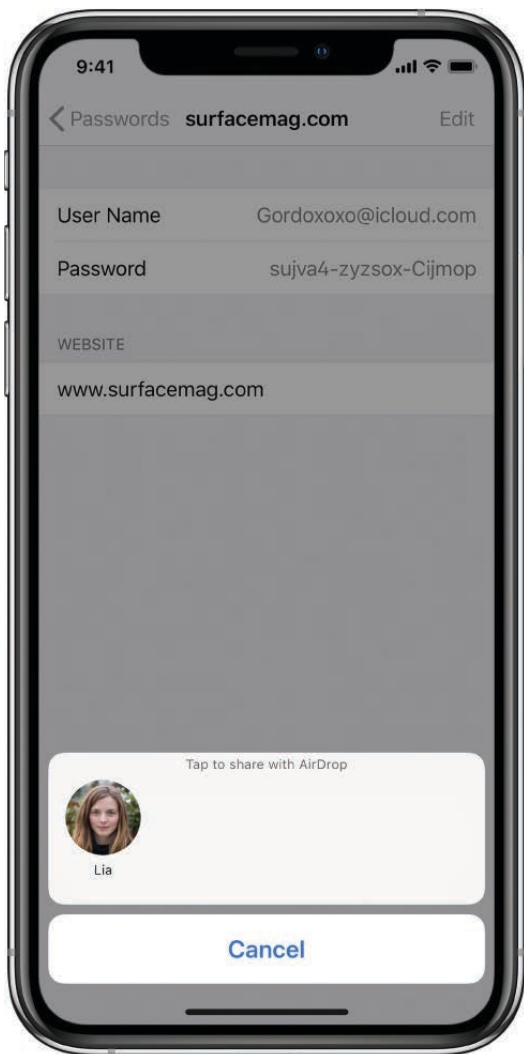 9:41
Passwords surfacemag.com Edit
User Name Gordoxoxo@icloud.com
Password sujva4-zyzsox-Cijmop
WEBSITE
www.surfacemag.com
Tap to share with AirDrop
Lia
Cancel